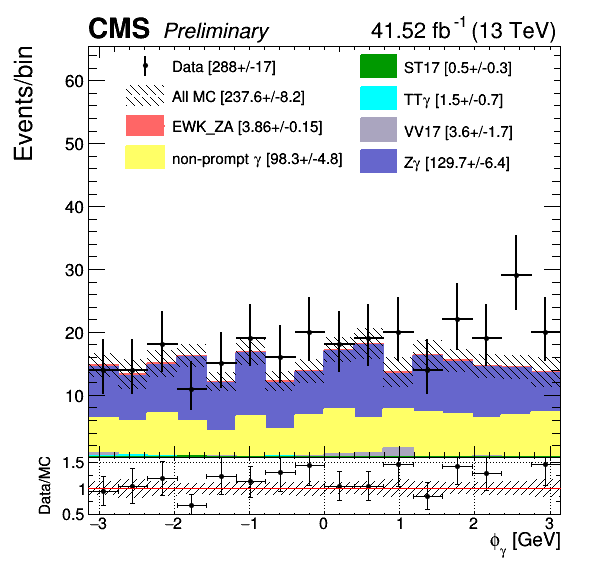 CMS Preliminary 41.52 fb⁻¹ (13 TeV)
Events/bin
60
50
40
30
20
10
Data [288+/-17]
All MC [237.6+/-8.2]
EWK_ZA [3.86+/-0.15]
non-prompt γ [98.3+/-4.8]
ST17 [0.5+/-0.3]
TTγ [1.5+/-0.7]
VV17 [3.6+/-1.7]
Zγ [129.7+/-6.4]
Data/MC
1.5
1
0.5
−3 −2 −1 0 1 2 3
ϕγ [GeV]